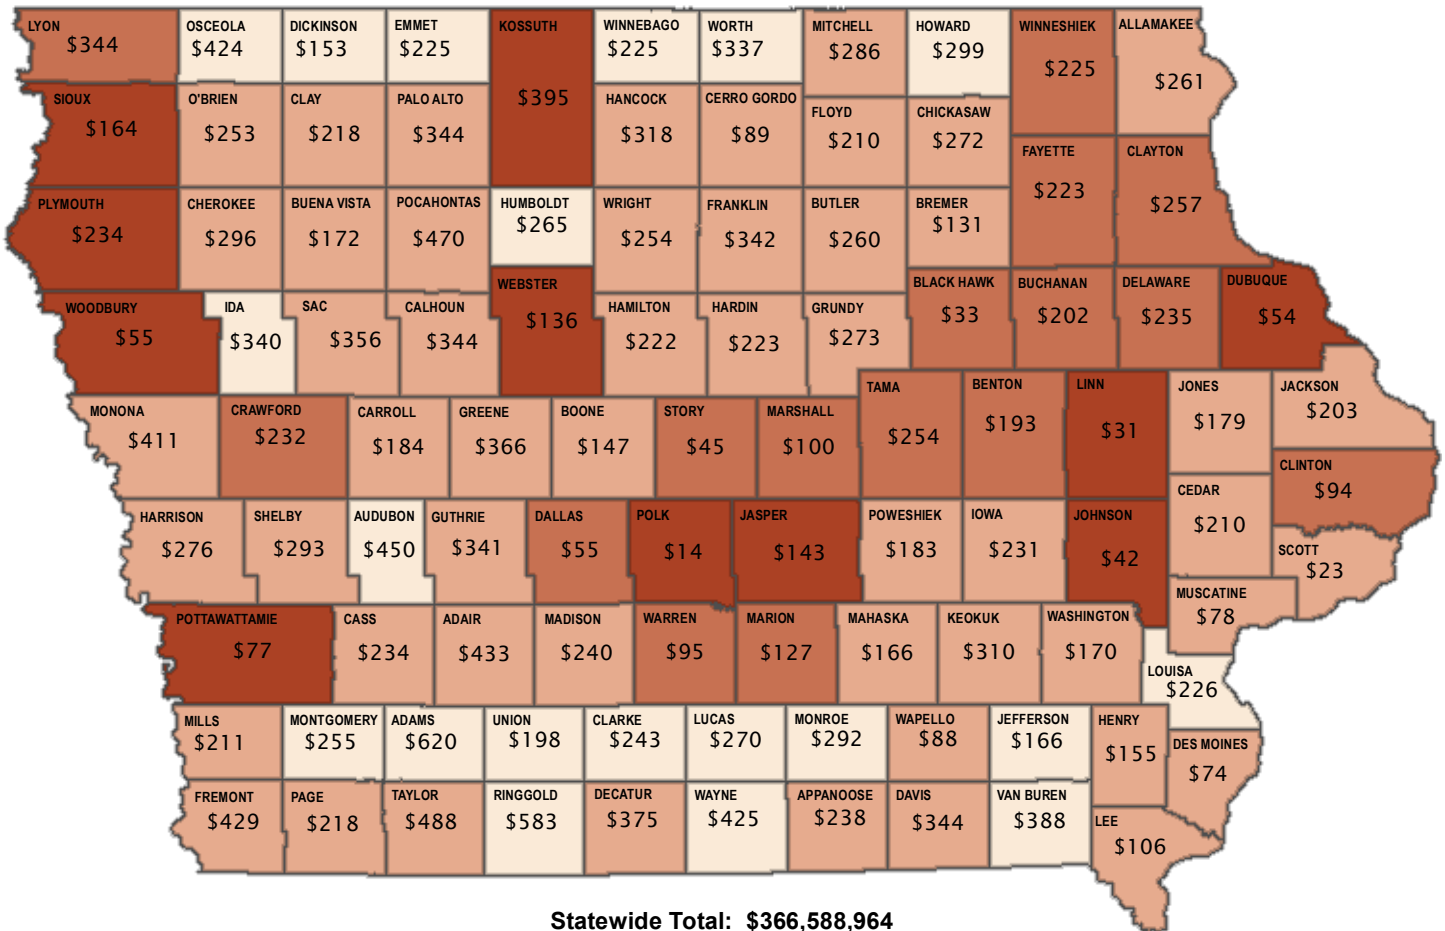 LYON
$344
OSCEOLA
$424
DICKINSON
$153
EMMET
$225
KOSSUTH
$395
WINNEBAGO
$225
WORTH
$337
MITCHELL
$286
HOWARD
$299
WINNESHIEK
$225
ALLAMAKEE
$261
SIOUX
$164
O'BRIEN
$253
CLAY
$218
PALO ALTO
$344
HANCOCK
$318
CERRO GORDO
$89
FLOYD
$210
CHICKASAW
$272
FAYETTE
$223
CLAYTON
$257
PLYMOUTH
$234
CHEROKEE
$296
BUENA VISTA
$172
POCAHONTAS
$470
HUMBOLDT
$265
WRIGHT
$254
FRANKLIN
$342
BUTLER
$260
BREMER
$131
WOODBURY
$55
IDA
$340
SAC
$356
CALHOUN
$344
WEBSTER
$136
HAMILTON
$222
HARDIN
$223
GRUNDY
$273
BLACK HAWK
$33
BUCHANAN
$202
DELAWARE
$235
DUBUQUE
$54
MONONA
$411
CRAWFORD
$232
CARROLL
$184
GREENE
$366
BOONE
$147
STORY
$45
MARSHALL
$100
TAMA
$254
BENTON
$193
LINN
$31
JONES
$179
JACKSON
$203
CLINTON
$94
CEDAR
$210
HARRISON
$276
SHELBY
$293
AUDUBON
$450
GUTHRIE
$341
DALLAS
$55
POLK
$14
JASPER
$143
POWESHIEK
$183
IOWA
$231
JOHNSON
$42
SCOTT
$23
MUSCATINE
$78
POTTAWATTAMIE
$77
CASS
$234
ADAIR
$433
MADISON
$240
WARREN
$95
MARION
$127
MAHASKA
$166
KEOKUK
$310
WASHINGTON
$170
LOUISA
$226
MILLS
$211
MONTGOMERY
$255
ADAMS
$620
UNION
$198
CLARKE
$243
LUCAS
$270
MONROE
$292
WAPELLO
$88
JEFFERSON
$166
HENRY
$155
DES MOINES
$74
FREMONT
$429
PAGE
$218
TAYLOR
$488
RINGGOLD
$583
DECATUR
$375
WAYNE
$425
APPANOOSE
$238
DAVIS
$344
VAN BUREN
$388
LEE
$106
Statewide Total: $366,588,964